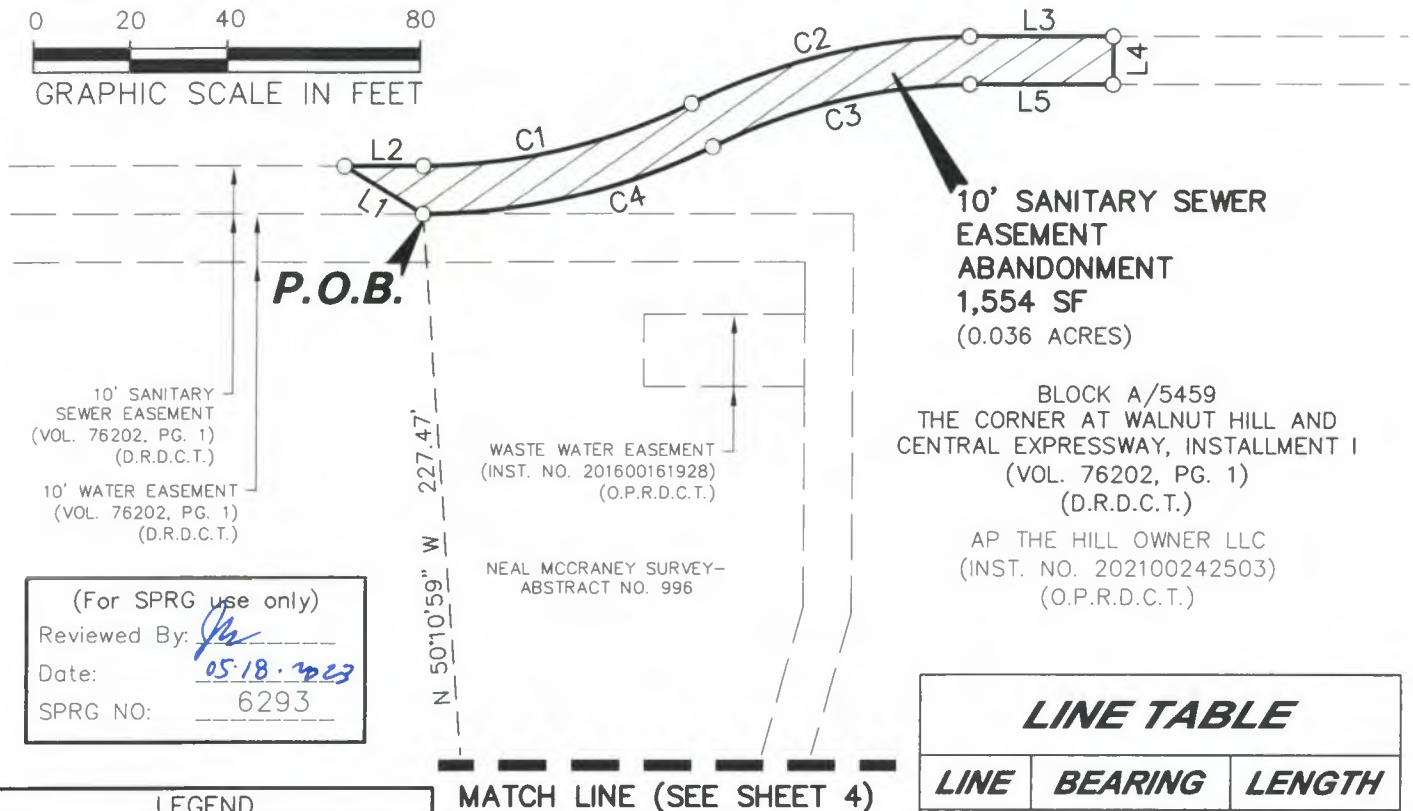 0 20 40 80
GRAPHIC SCALE IN FEET
L1
L2
C1
C2
L3
L4
L5
C3
C4
P.O.B.
10' SANITARY SEWER
EASEMENT
ABANDONMENT
1,554 SF
(0.036 ACRES)
10' SANITARY
SEWER EASEMENT
(VOL. 76202, PG. 1)
(D.R.D.C.T.)
10' WATER EASEMENT
(VOL. 76202, PG. 1)
(D.R.D.C.T.)
N 50°10'59" W 227.47'
WASTE WATER EASEMENT
(INST. NO. 201600161928)
(O.P.R.D.C.T.)
NEAL MCCRANEY SURVEY-
ABSTRACT NO. 996
BLOCK A/5459
THE CORNER AT WALNUT HILL AND
CENTRAL EXPRESSWAY, INSTALLMENT I
(VOL. 76202, PG. 1)
(D.R.D.C.T.)
AP THE HILL OWNER LLC
(INST. NO. 202100242503)
(O.P.R.D.C.T.)
(For SPRG use only)
Reviewed By:
Date: 05.18.2023
SPRG NO: 6293
LEGEND
MATCH LINE (SEE SHEET 4)
LINE TABLE
LINE BEARING LENGTH